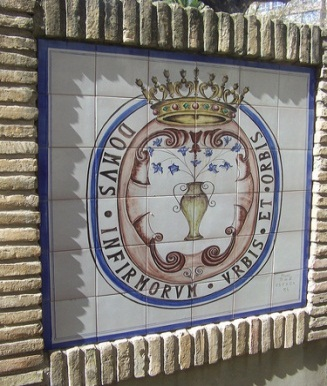 DOMVS · INFIRMORVM · VRBIS · ET · ORBIS ·